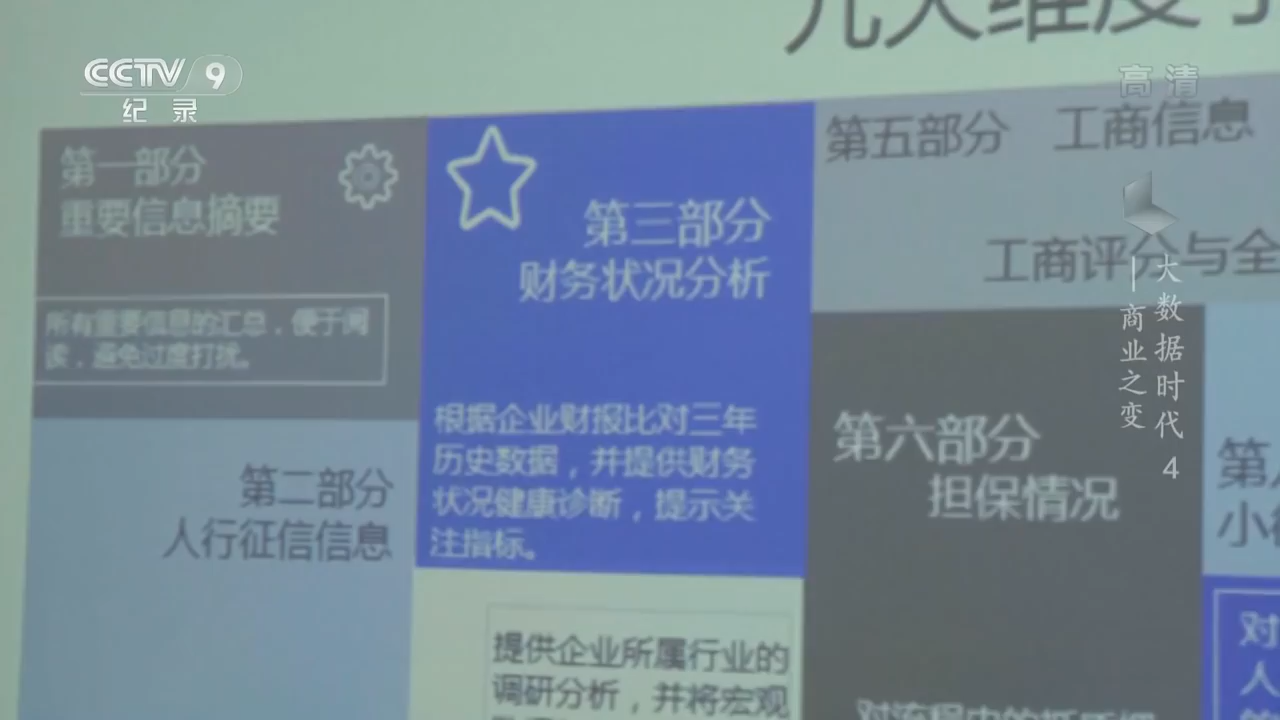 CCTV 9
纪录
高清
大数据时代 4
商业之变
第一部分
重要信息摘要
所有重要信息的汇总，便于阅
读，避免过度打扰。
第二部分
人行征信信息
第三部分
财务状况分析
根据企业财报比对三年
历史数据，并提供财务
状况健康诊断，提示关
注指标。
提供企业所属行业的
调研分析，并将宏观
第五部分 工商信息
工商评分与全
第六部分
担保情况
第
小
对
人